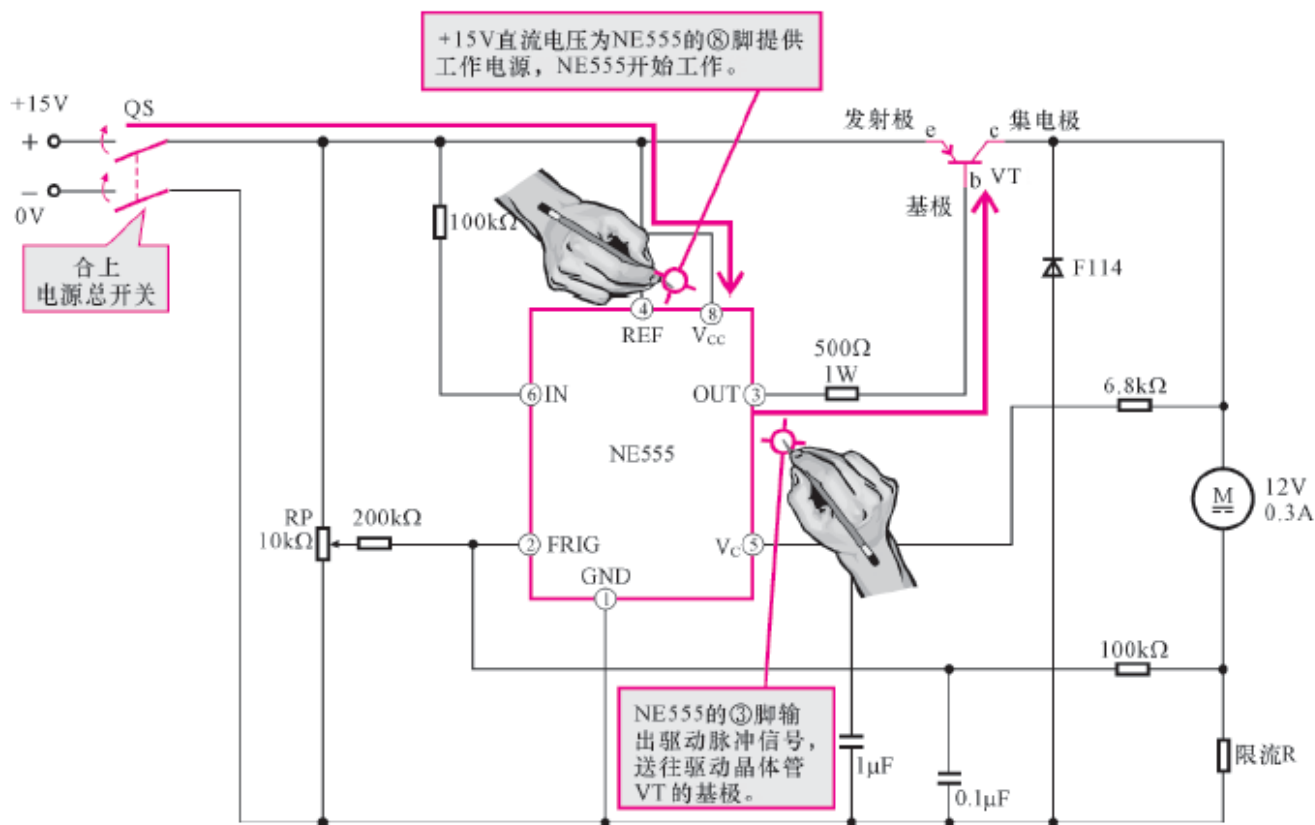 +15V直流电压为NE555的⑧脚提供
工作电源，NE555开始工作。
+15V
QS
+
−
0V
合上
电源总开关
发射极
e
c
集电极
b
VT
基极
100kΩ
F114
④
⑧
REF
VCC
500Ω
1W
6.8kΩ
⑥
IN
OUT
③
NE555
M
12V
0.3A
RP
10kΩ
200kΩ
②
FRIG
VC
⑤
GND
①
100kΩ
NE555的③脚输
出驱动脉冲信号，
送往驱动晶体管
VT的基极。
1μF
0.1μF
限流R